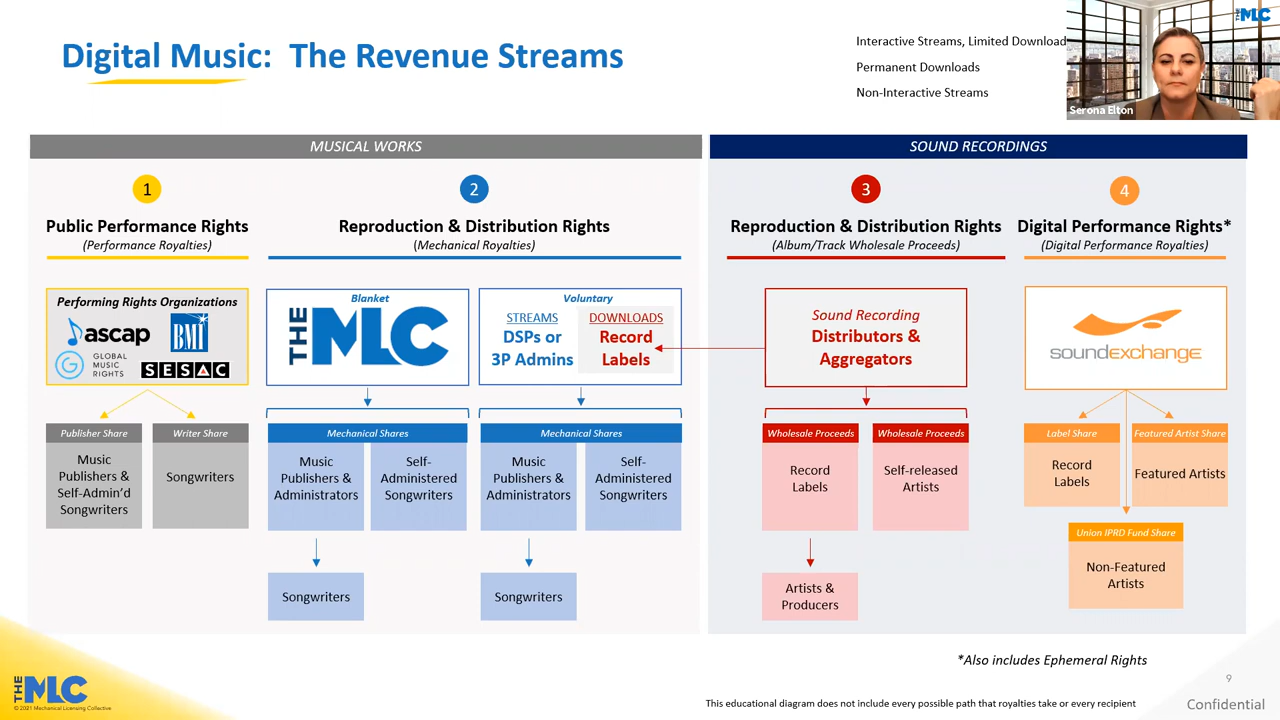 Digital Music: The Revenue Streams
Interactive Streams, Limited Download
Permanent Downloads
Non-Interactive Streams
THE MLC
Serona Elton
MUSICAL WORKS
SOUND RECORDINGS
1
2
3
4
Public Performance Rights
(Performance Royalties)
Reproduction & Distribution Rights
(Mechanical Royalties)
Reproduction & Distribution Rights
(Album/Track Wholesale Proceeds)
Digital Performance Rights*
(Digital Performance Royalties)
Performing Rights Organizations
ascap
BMI
G
GLOBAL
MUSIC
RIGHTS
SESAC
Blanket
THE MLC
Voluntary
STREAMS
DSPs or
3P Admins
DOWNLOADS
Record
Labels
Sound Recording
Distributors &
Aggregators
soundexchange
Publisher Share
Music
Publishers &
Self-Admin'd
Songwriters
Writer Share
Songwriters
Mechanical Shares
Music
Publishers &
Administrators
Self-
Administered
Songwriters
Songwriters
Mechanical Shares
Music
Publishers &
Administrators
Self-
Administered
Songwriters
Songwriters
Wholesale Proceeds
Record
Labels
Wholesale Proceeds
Self-released
Artists
Artists &
Producers
Label Share
Record
Labels
Featured Artist Share
Featured Artists
Union IPRD Fund Share
Non-Featured
Artists
*Also includes Ephemeral Rights
9
THE MLC
© 2021 Mechanical Licensing Collective
This educational diagram does not include every possible path that royalties take or every recipient
Confidential